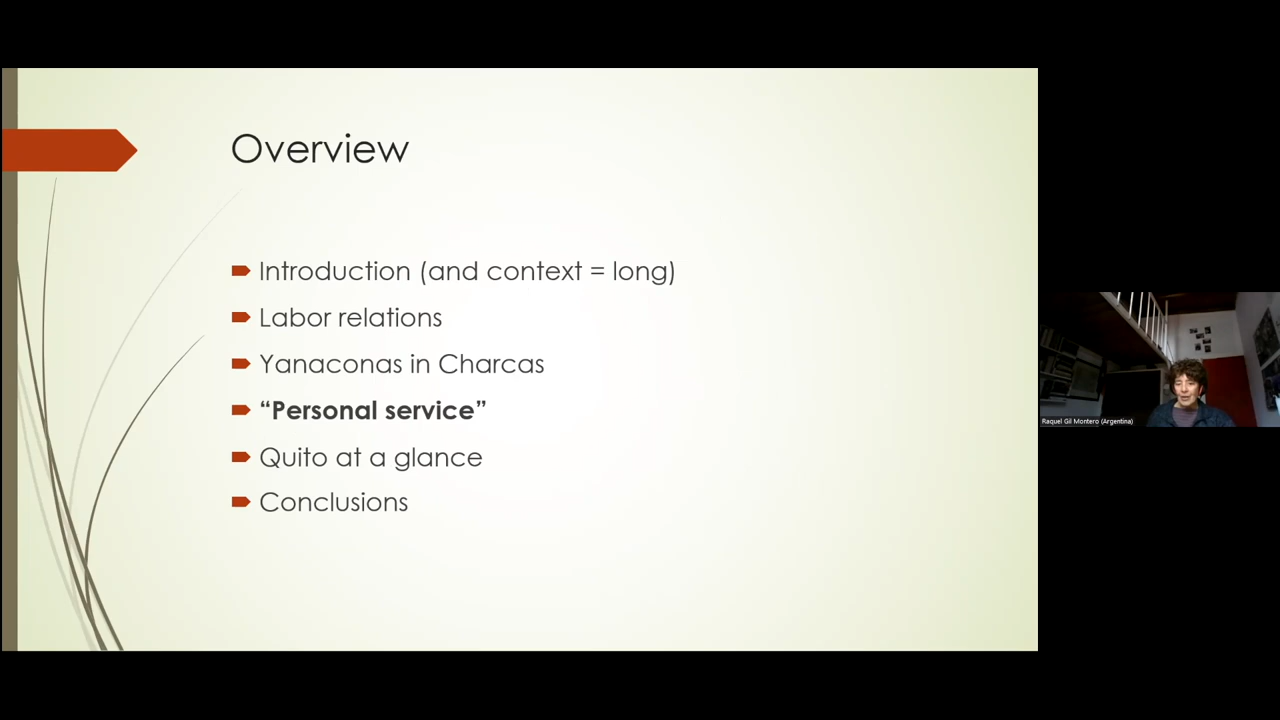 Overview
Introduction (and context = long)
Labor relations
Yanaconas in Charcas
“Personal service”
Quito at a glance
Conclusions
Raquel Gil Montero (Argentina)